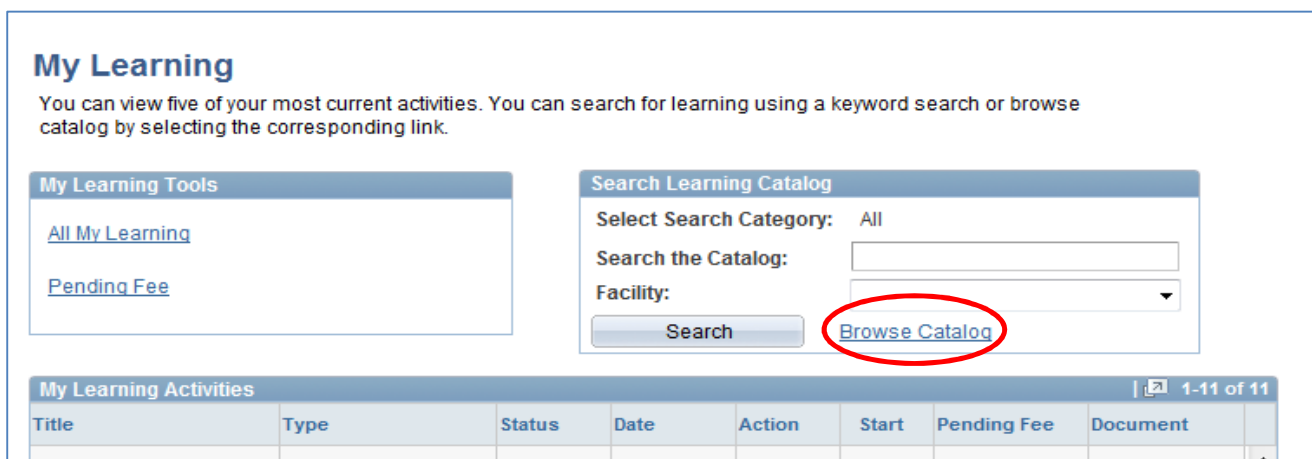 My Learning
You can view five of your most current activities. You can search for learning using a keyword search or browse
catalog by selecting the corresponding link.
My Learning Tools
All My Learning
Pending Fee
Search Learning Catalog
Select Search Category: All
Search the Catalog:
Facility:
Search Browse Catalog
My Learning Activities | 1-11 of 11
Title Type Status Date Action Start Pending Fee Document